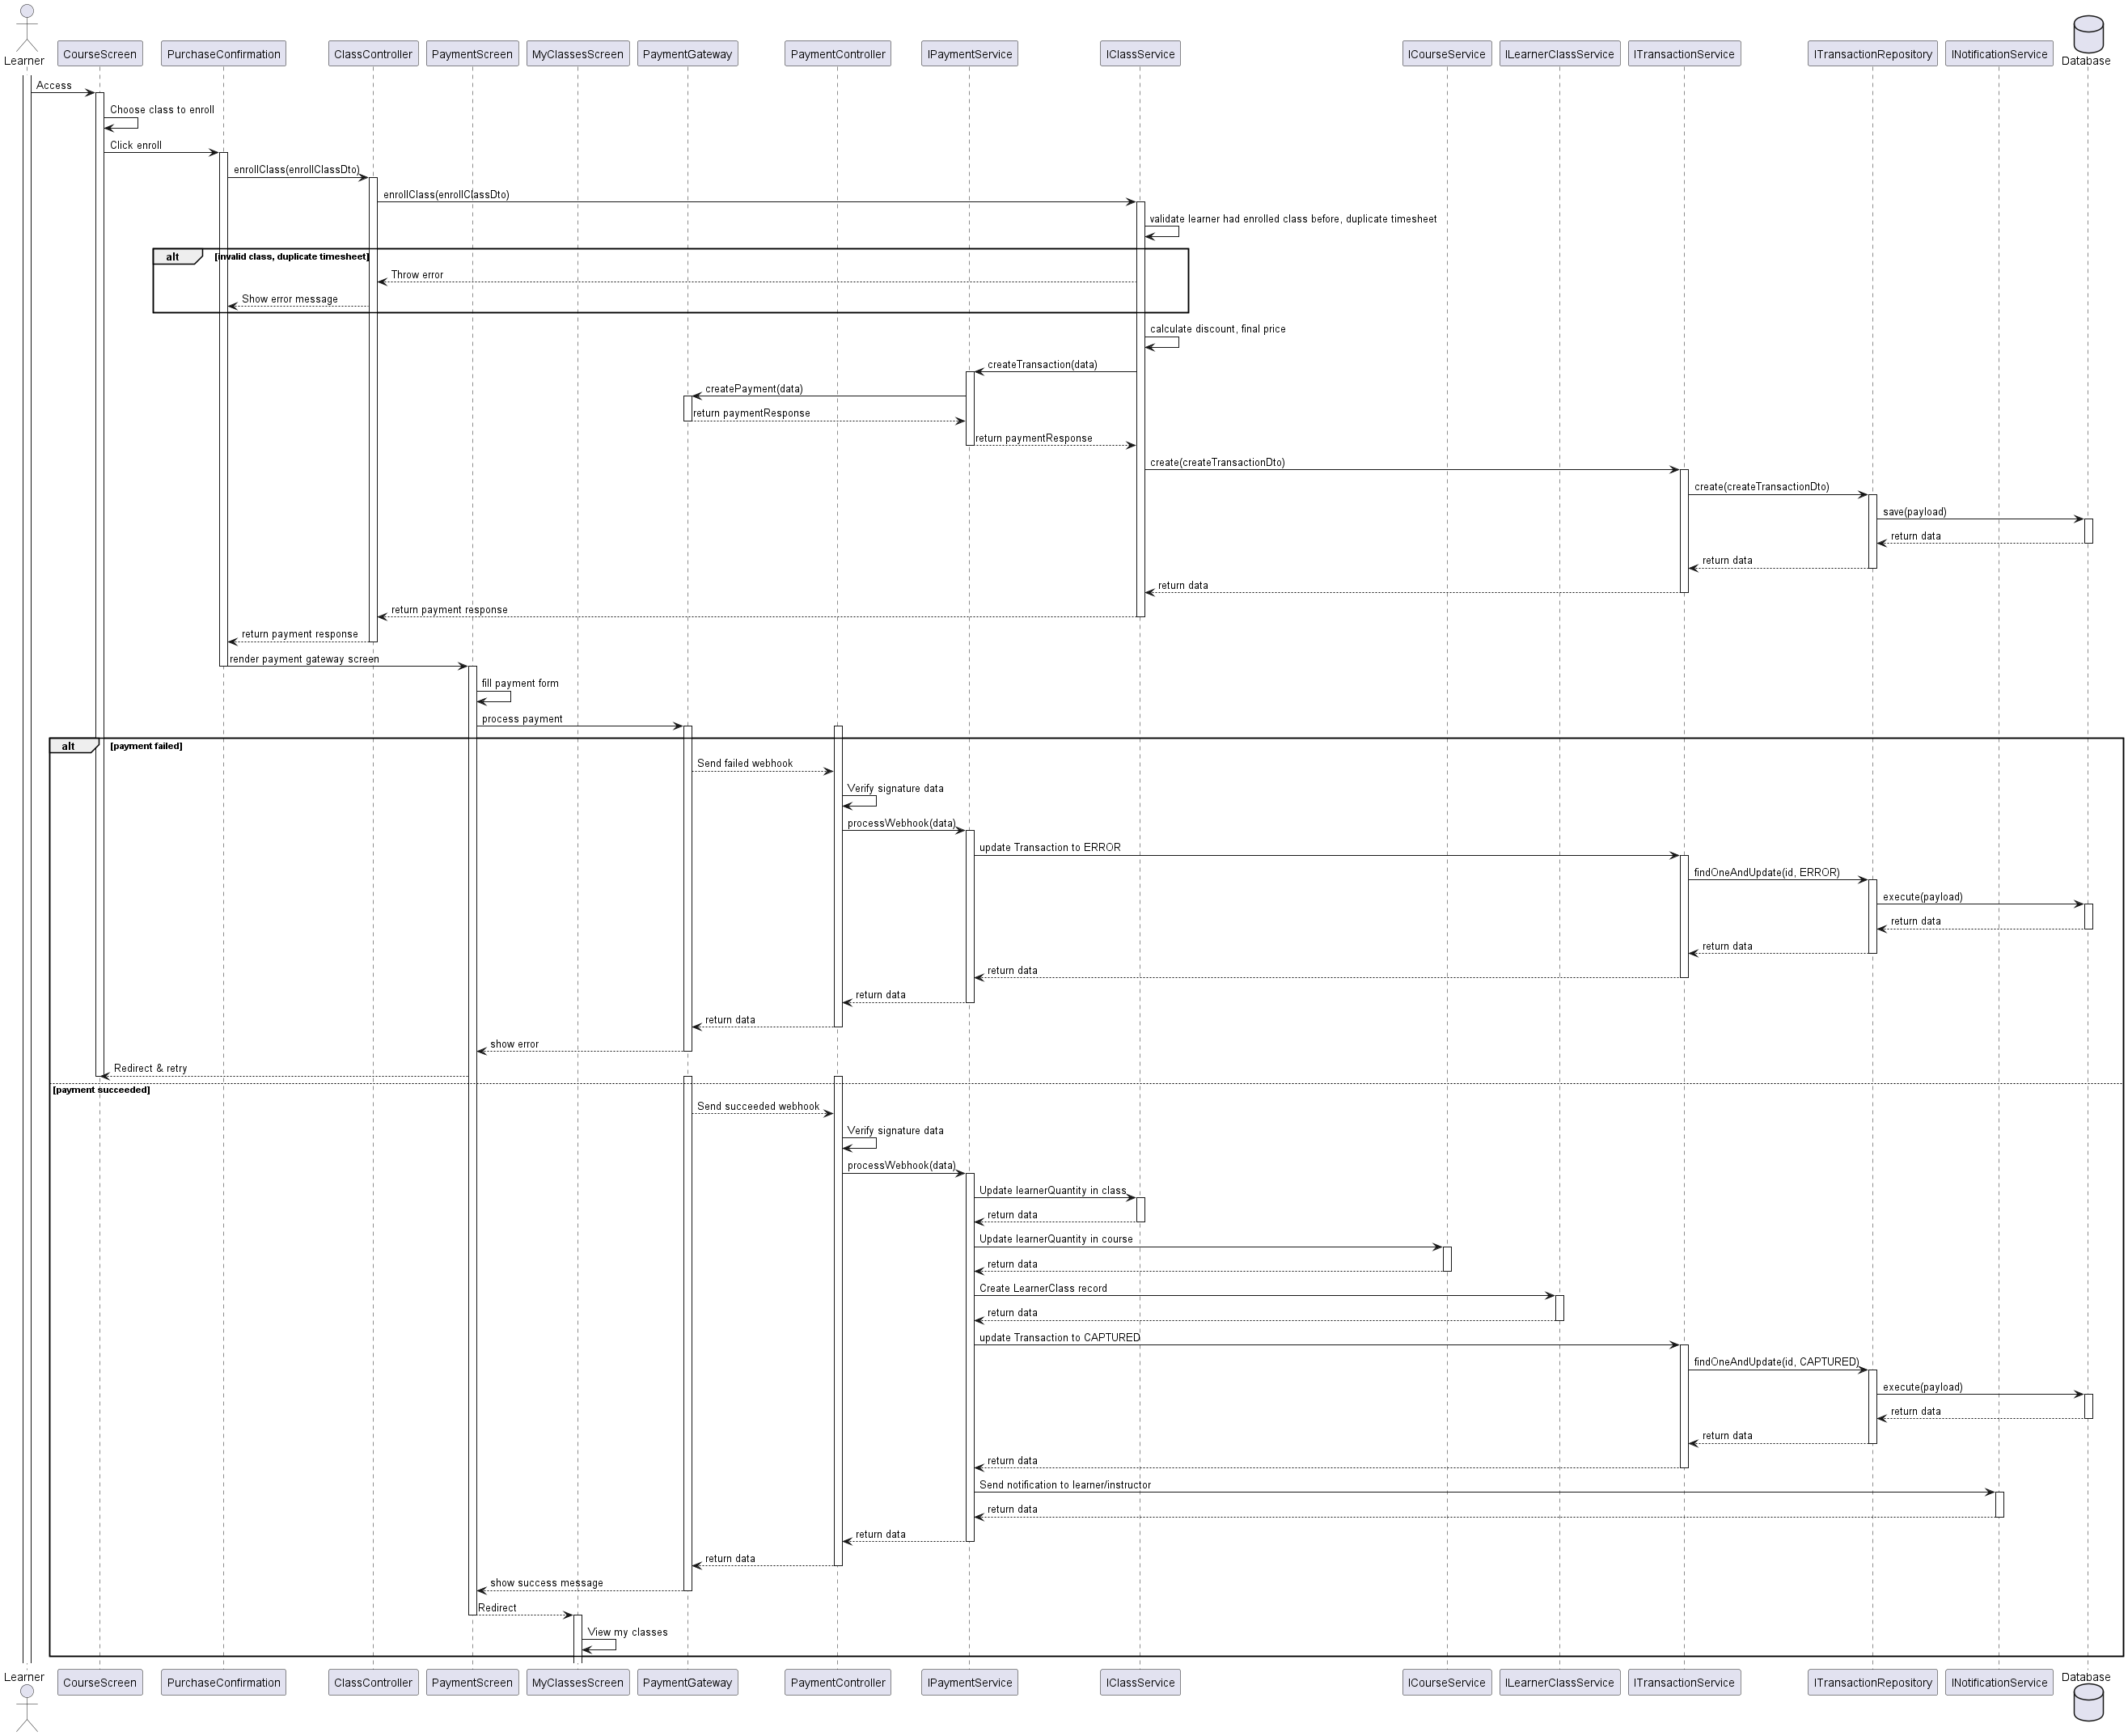 Learner
CourseScreen
PurchaseConfirmation
ClassController
PaymentScreen
MyClassesScreen
PaymentGateway
PaymentController
IPaymentService
IClassService
ICourseService
ILearnerClassService
ITransactionService
ITransactionRepository
INotificationService
Database
Access
Choose class to enroll
Click enroll
enrollClass(enrollClassDto)
enrollClass(enrollClassDto)
validate learner had enrolled class before, duplicate timesheet
alt
[invalid class, duplicate timesheet]
Throw error
Show error message
calculate discount, final price
createTransaction(data)
createPayment(data)
return paymentResponse
return paymentResponse
create(createTransactionDto)
create(createTransactionDto)
save(payload)
return data
return data
return data
return payment response
return payment response
render payment gateway screen
fill payment form
process payment
alt
[payment failed]
Send failed webhook
Verify signature data
processWebhook(data)
update Transaction to ERROR
findOneAndUpdate(id, ERROR)
execute(payload)
return data
return data
return data
return data
return data
show error
Redirect & retry
[payment succeeded]
Send succeeded webhook
Verify signature data
processWebhook(data)
Update learnerQuantity in class
return data
Update learnerQuantity in course
return data
Create LearnerClass record
return data
update Transaction to CAPTURED
findOneAndUpdate(id, CAPTURED)
execute(payload)
return data
return data
return data
Send notification to learner/instructor
return data
return data
return data
show success message
Redirect
View my classes
Learner
CourseScreen
PurchaseConfirmation
ClassController
PaymentScreen
MyClassesScreen
PaymentGateway
PaymentController
IPaymentService
IClassService
ICourseService
ILearnerClassService
ITransactionService
ITransactionRepository
INotificationService
Database